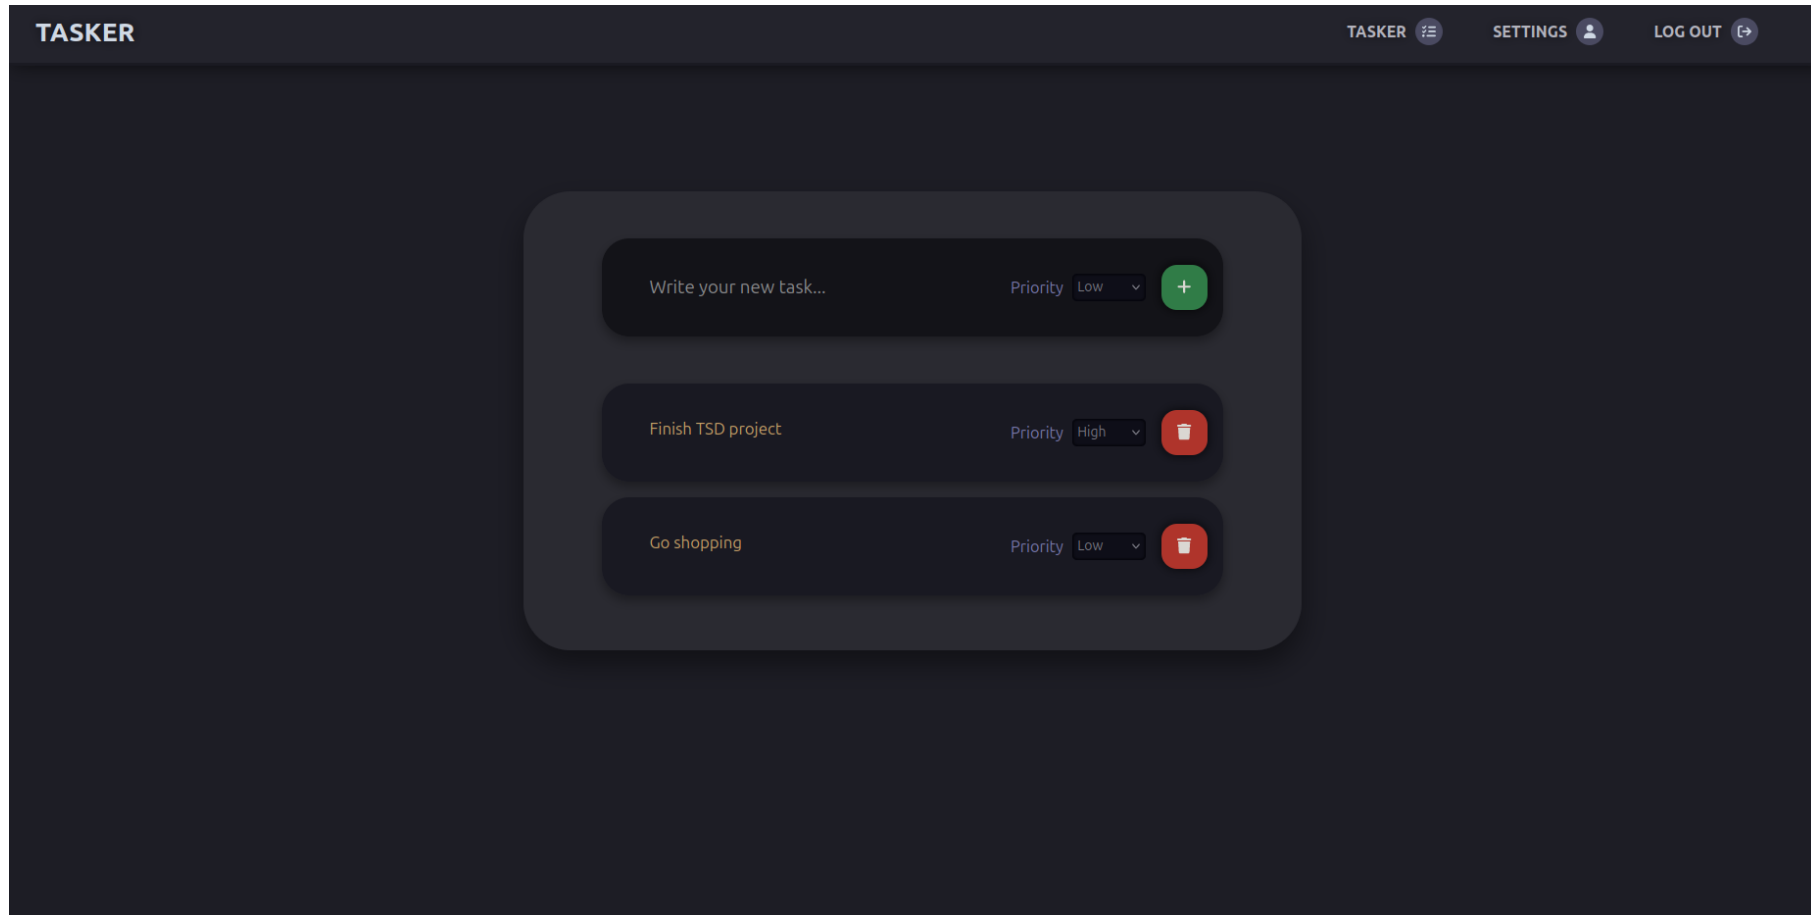 TASKER TASKER SETTINGS LOG OUT
Write your new task... Priority Low
Finish TSD project Priority High
Go shopping Priority Low